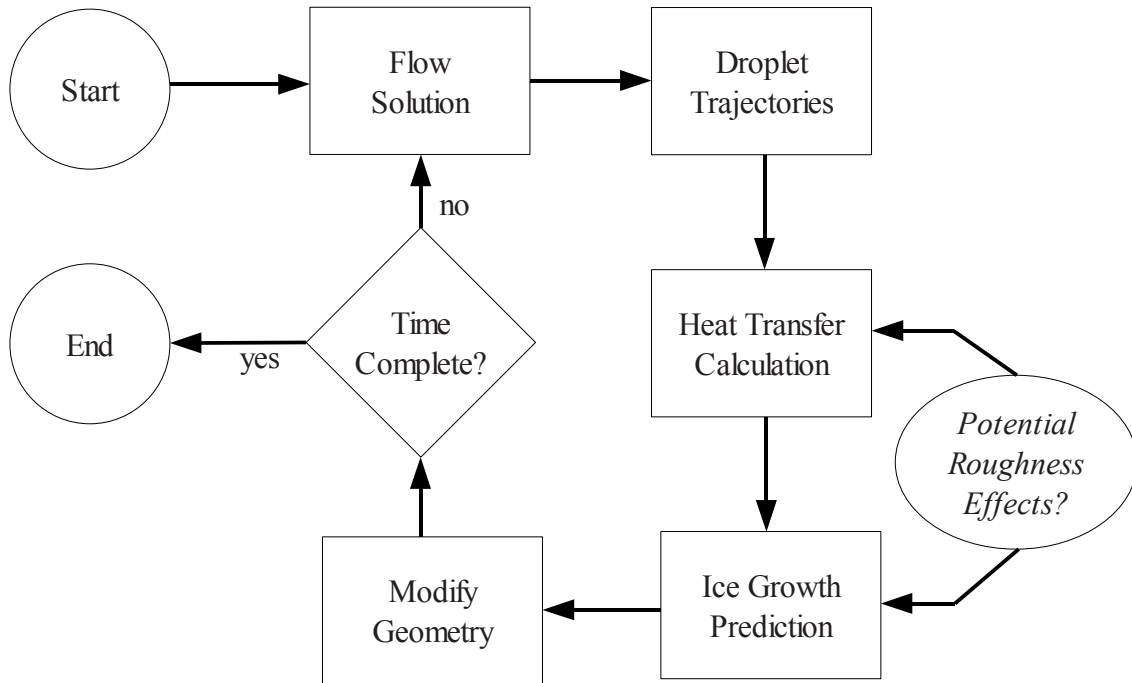 Start
Flow
Solution
Droplet
Trajectories
no
Time
Complete?
yes
End
Heat Transfer
Calculation
Potential
Roughness
Effects?
Modify
Geometry
Ice Growth
Prediction